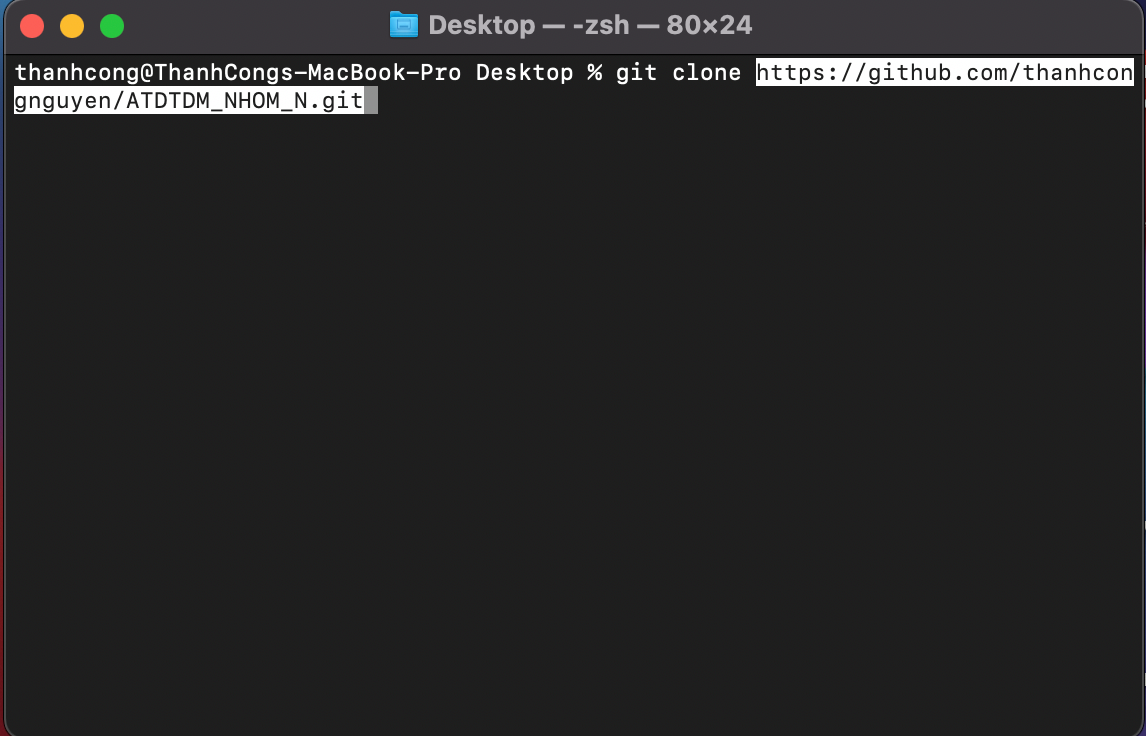 Desktop — -zsh — 80×24
thanhcong@ThanhCongs-MacBook-Pro Desktop % git clone https://github.com/thanhcon
gnguyen/ATDTDM_NHOM_N.git